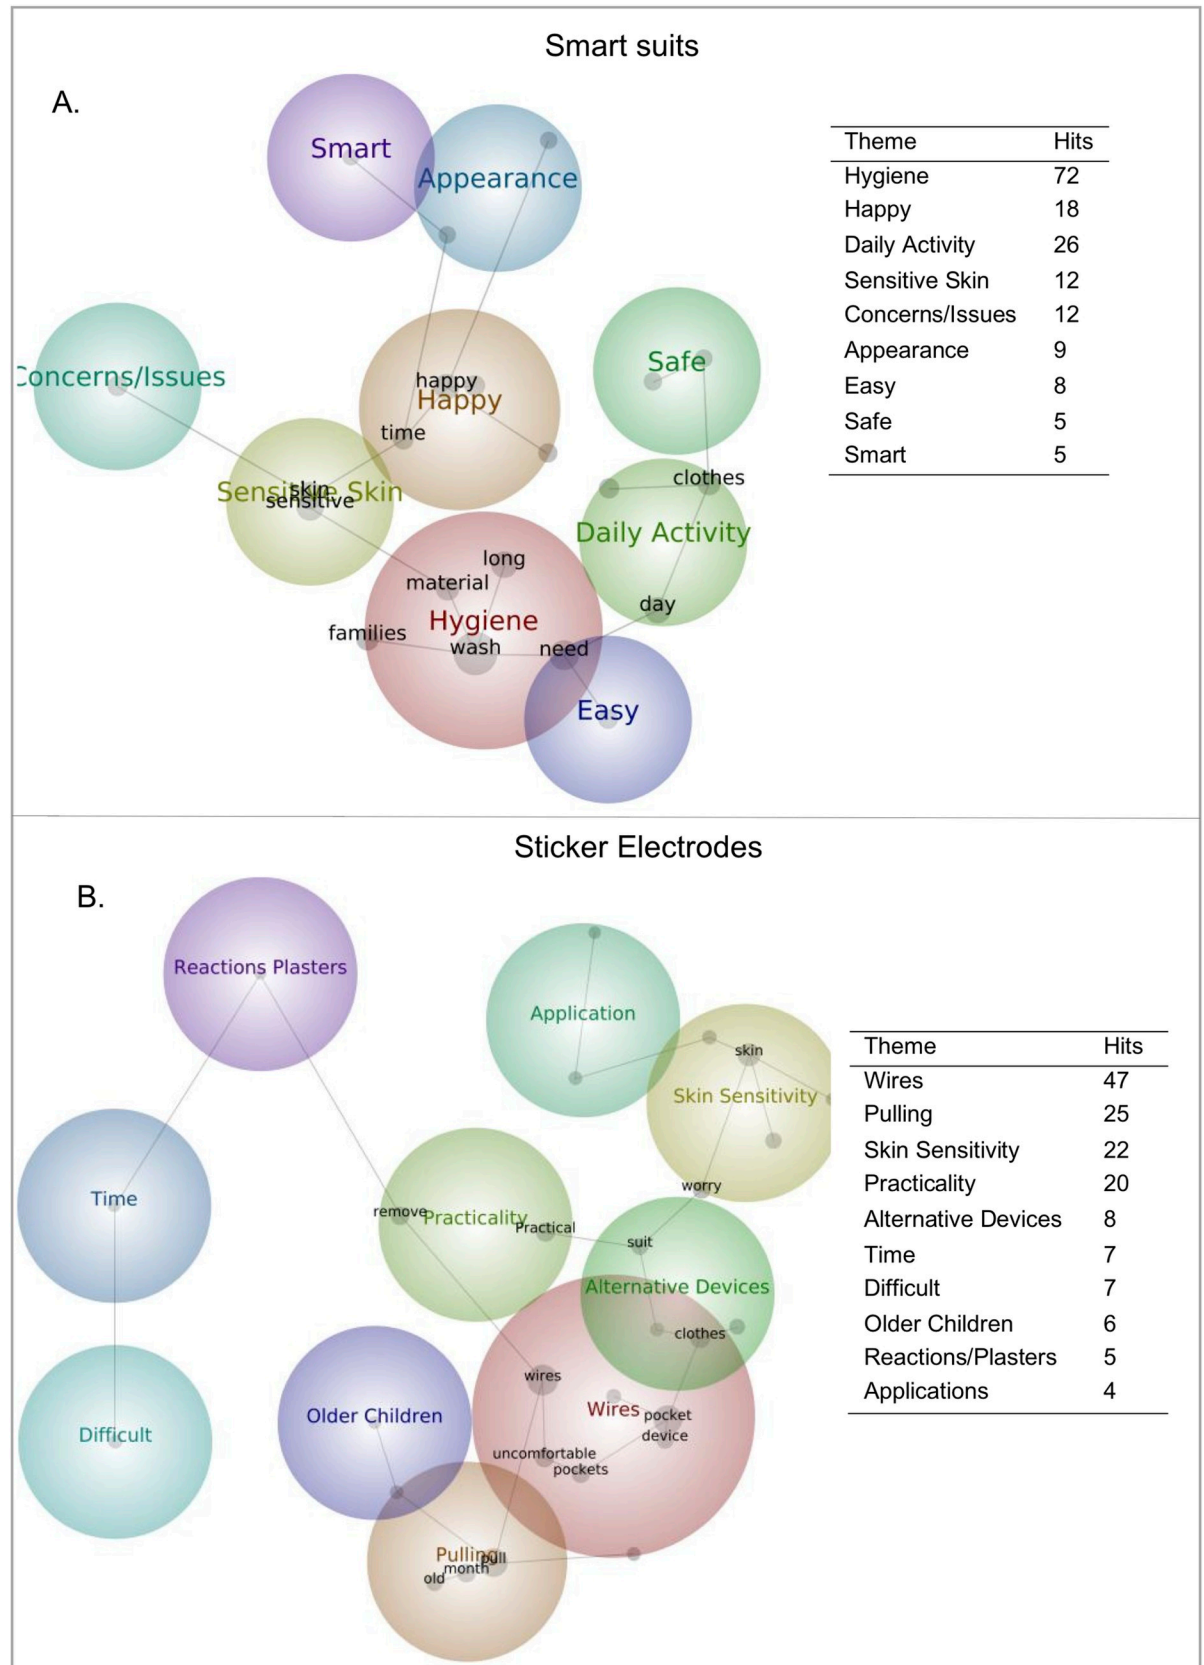 Smart suits
A.
Smart
Appearance
Concerns/Issues
happy
Happy
time
Safe
clothes
Sensitive Skin
skin
sensitive
Daily Activity
long
material
day
Hygiene
families
wash
need
Easy
Theme Hits
Hygiene 72
Happy 18
Daily Activity 26
Sensitive Skin 12
Concerns/Issues 12
Appearance 9
Easy 8
Safe 5
Smart 5
Sticker Electrodes
B.
Reactions Plasters
Application
skin
Skin Sensitivity
worry
Time
remove
Practicality
Practical
suit
Alternative Devices
clothes
wires
Older Children
Wires
pocket
device
Difficult
uncomfortable
pockets
Pulling
pull
month
old
Theme Hits
Wires 47
Pulling 25
Skin Sensitivity 22
Practicality 20
Alternative Devices 8
Time 7
Difficult 7
Older Children 6
Reactions/Plasters 5
Applications 4